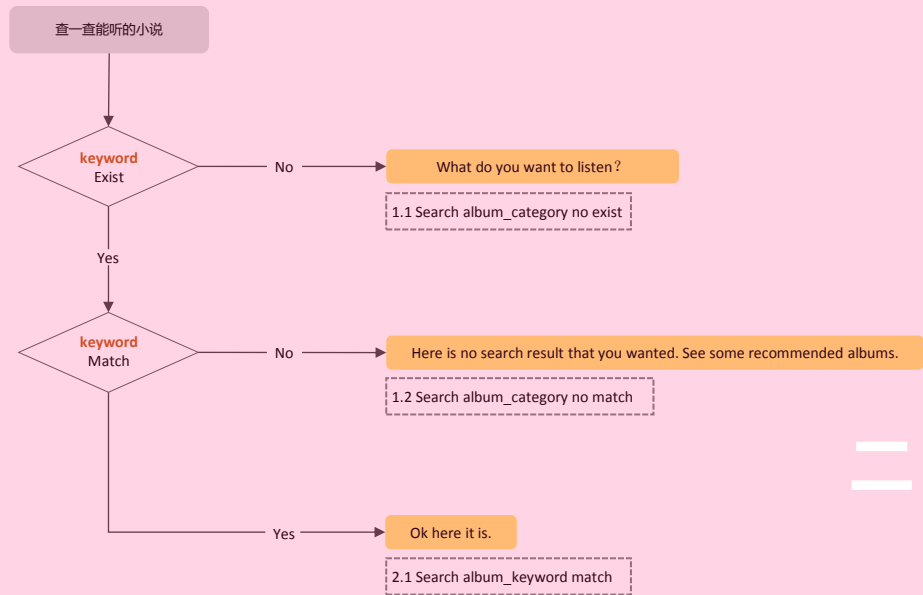 查一查能听的小说
keyword
Exist
No
What do you want to listen？
1.1 Search album_category no exist
Yes
keyword
Match
No
Here is no search result that you wanted. See some recommended albums.
1.2 Search album_category no match
Yes
Ok here it is.
2.1 Search album_keyword match